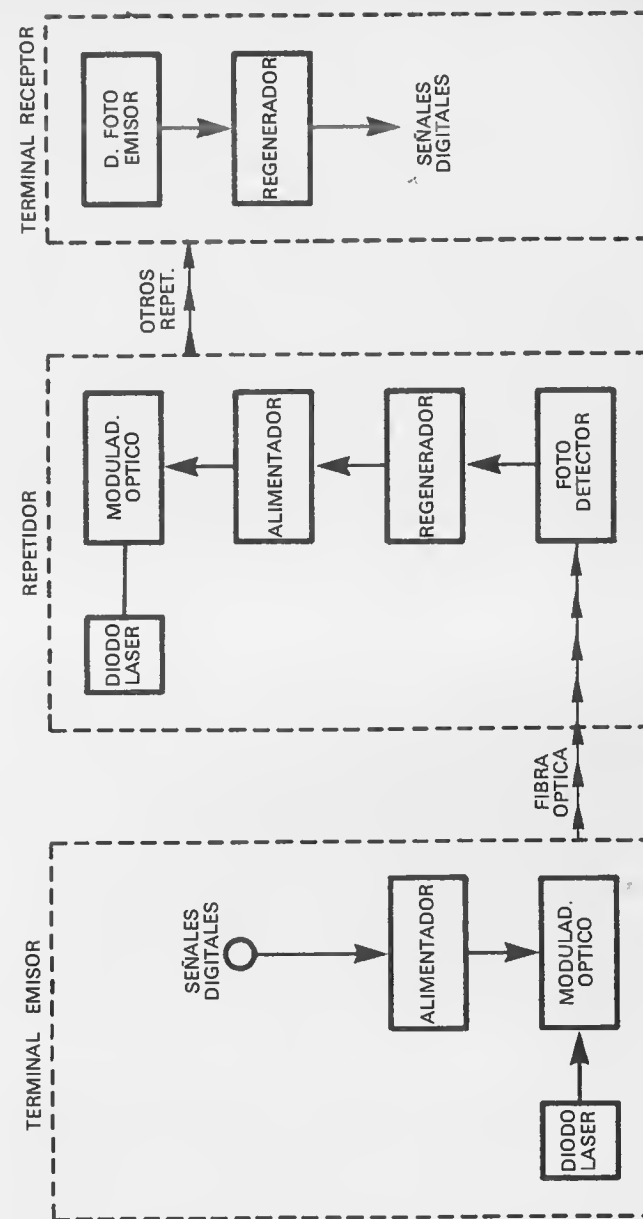 TERMINAL EMISOR
SEÑALES
DIGITALES
ALIMENTADOR
MODULAD.
OPTICO
DIODO
LASER
FIBRA
OPTICA
REPETIDOR
DIODO
LASER
MODULAD.
OPTICO
ALIMENTADOR
REGENERADOR
FOTO
DETECTOR
OTROS
REPET.
TERMINAL RECEPTOR
D. FOTO
EMISOR
REGENERADOR
SEÑALES
DIGITALES